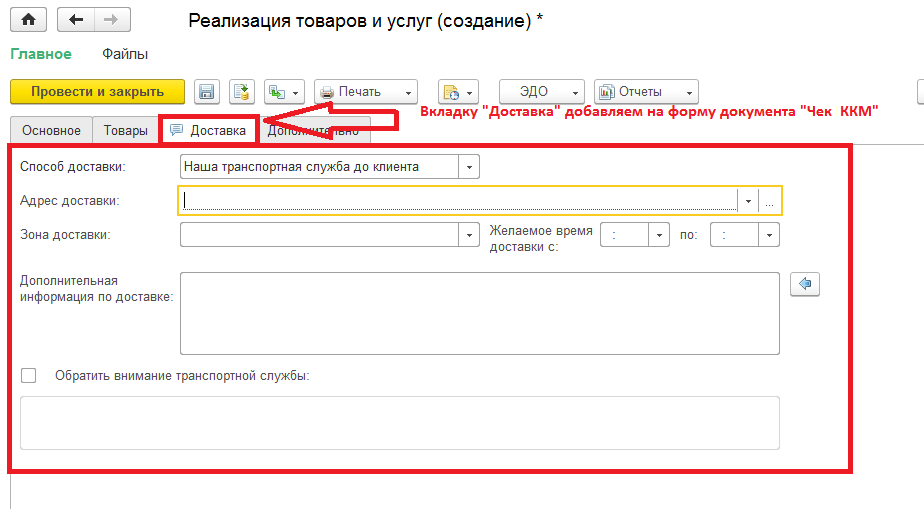 Реализация товаров и услуг (создание) *
Главное Файлы
Провести и закрыть Печать ЭДО Отчеты
Вкладку "Доставка" добавляем на форму документа "Чек ККМ"
Основное Товары Доставка Дополнительно
Способ доставки: Наша транспортная служба до клиента
Адрес доставки: ...
Зона доставки: Желаемое время доставки с: : по: :
Дополнительная
информация по доставке:
Обратить внимание транспортной службы: